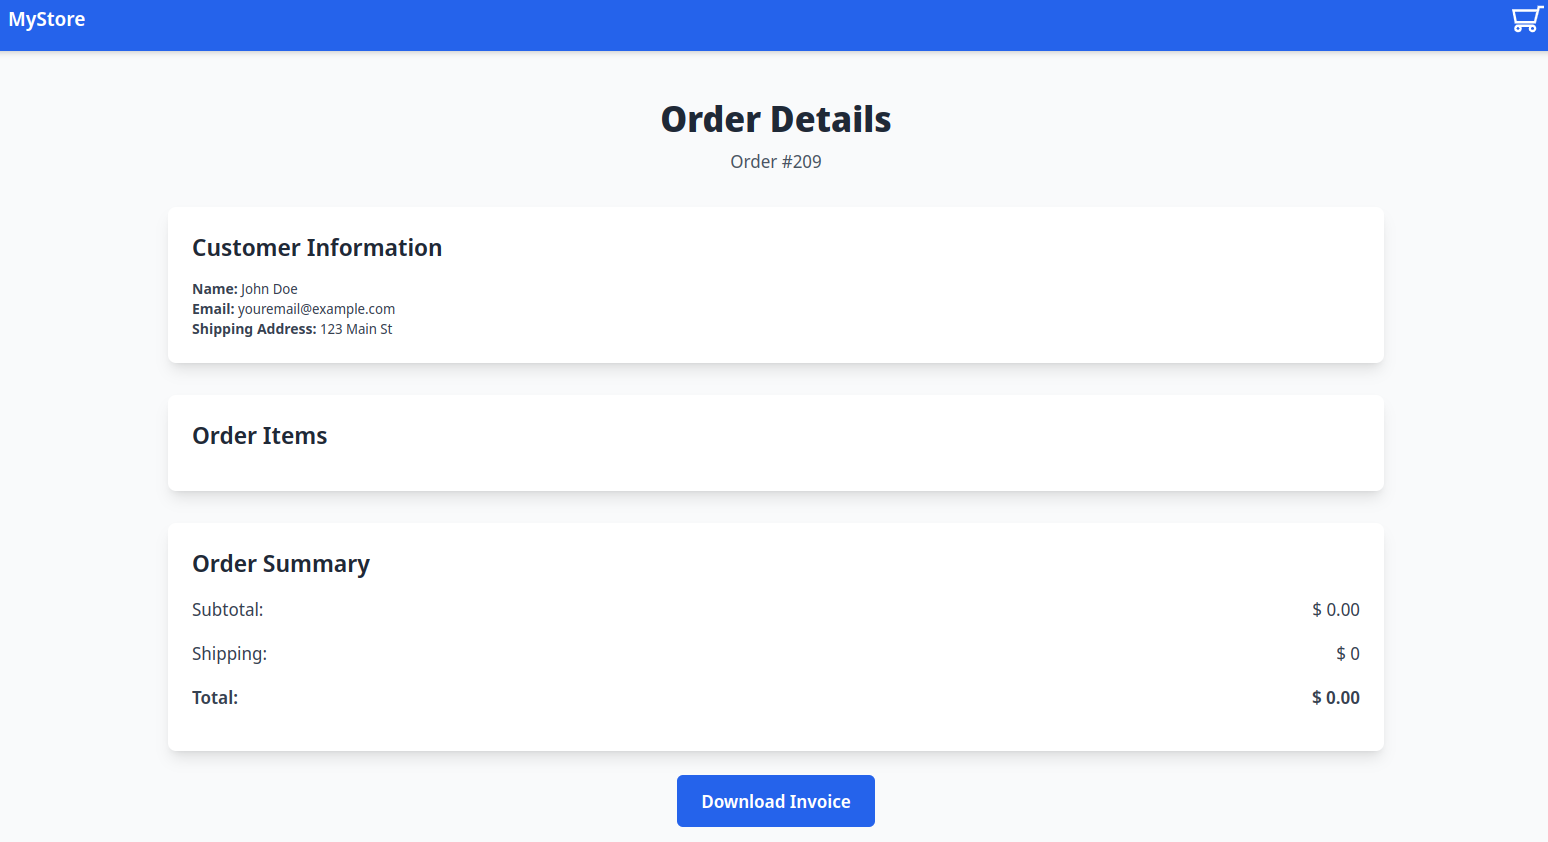 MyStore
Order Details
Order #209
Customer Information
Name: John Doe
Email: youremail@example.com
Shipping Address: 123 Main St
Order Items
Order Summary
Subtotal: $ 0.00
Shipping: $ 0
Total: $ 0.00
Download Invoice